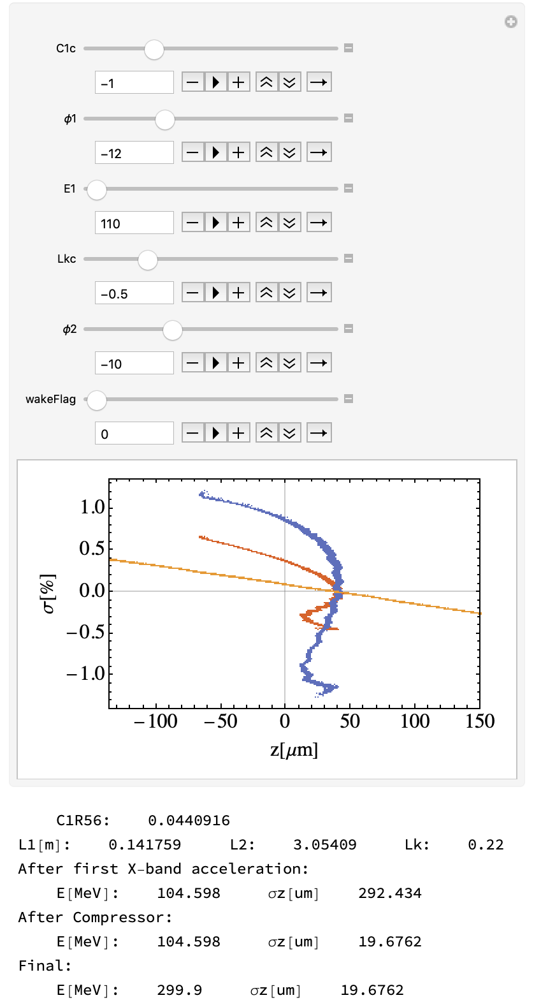 C1c
−1
ϕ1
−12
E1
110
Lkc
−0.5
ϕ2
−10
wakeFlag
0
1.0
0.5
0.0
−0.5
−1.0
σ[%]
−100 −50 0 50 100 150
z[μm]
C1R56: 0.0440916
L1[m]: 0.141759 L2: 3.05409 Lk: 0.22
After first X−band acceleration:
E[MeV]: 104.598 σz[um] 292.434
After Compressor:
E[MeV]: 104.598 σz[um] 19.6762
Final:
E[MeV]: 299.9 σz[um] 19.6762